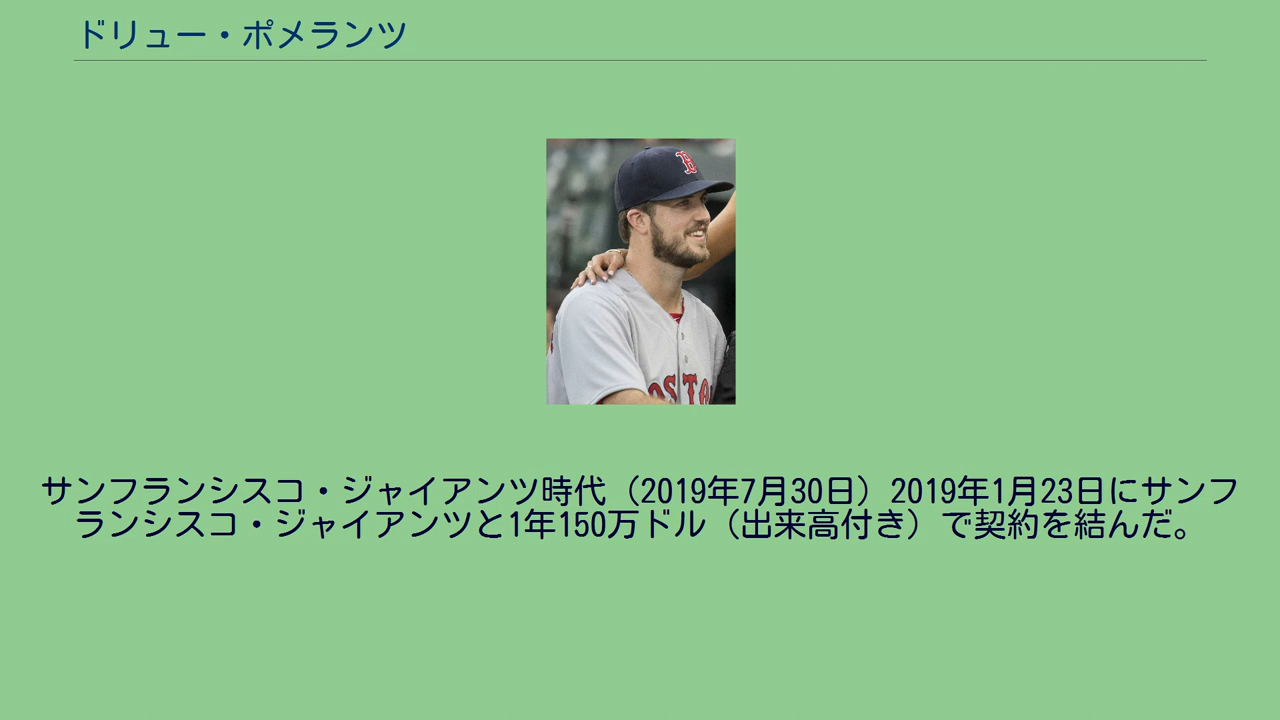 ドリュー・ポメランツ
B
OSTO
サンフランシスコ・ジャイアンツ時代（2019年7月30日）2019年1月23日にサンフ
ランシスコ・ジャイアンツと1年150万ドル（出来高付き）で契約を結んだ。